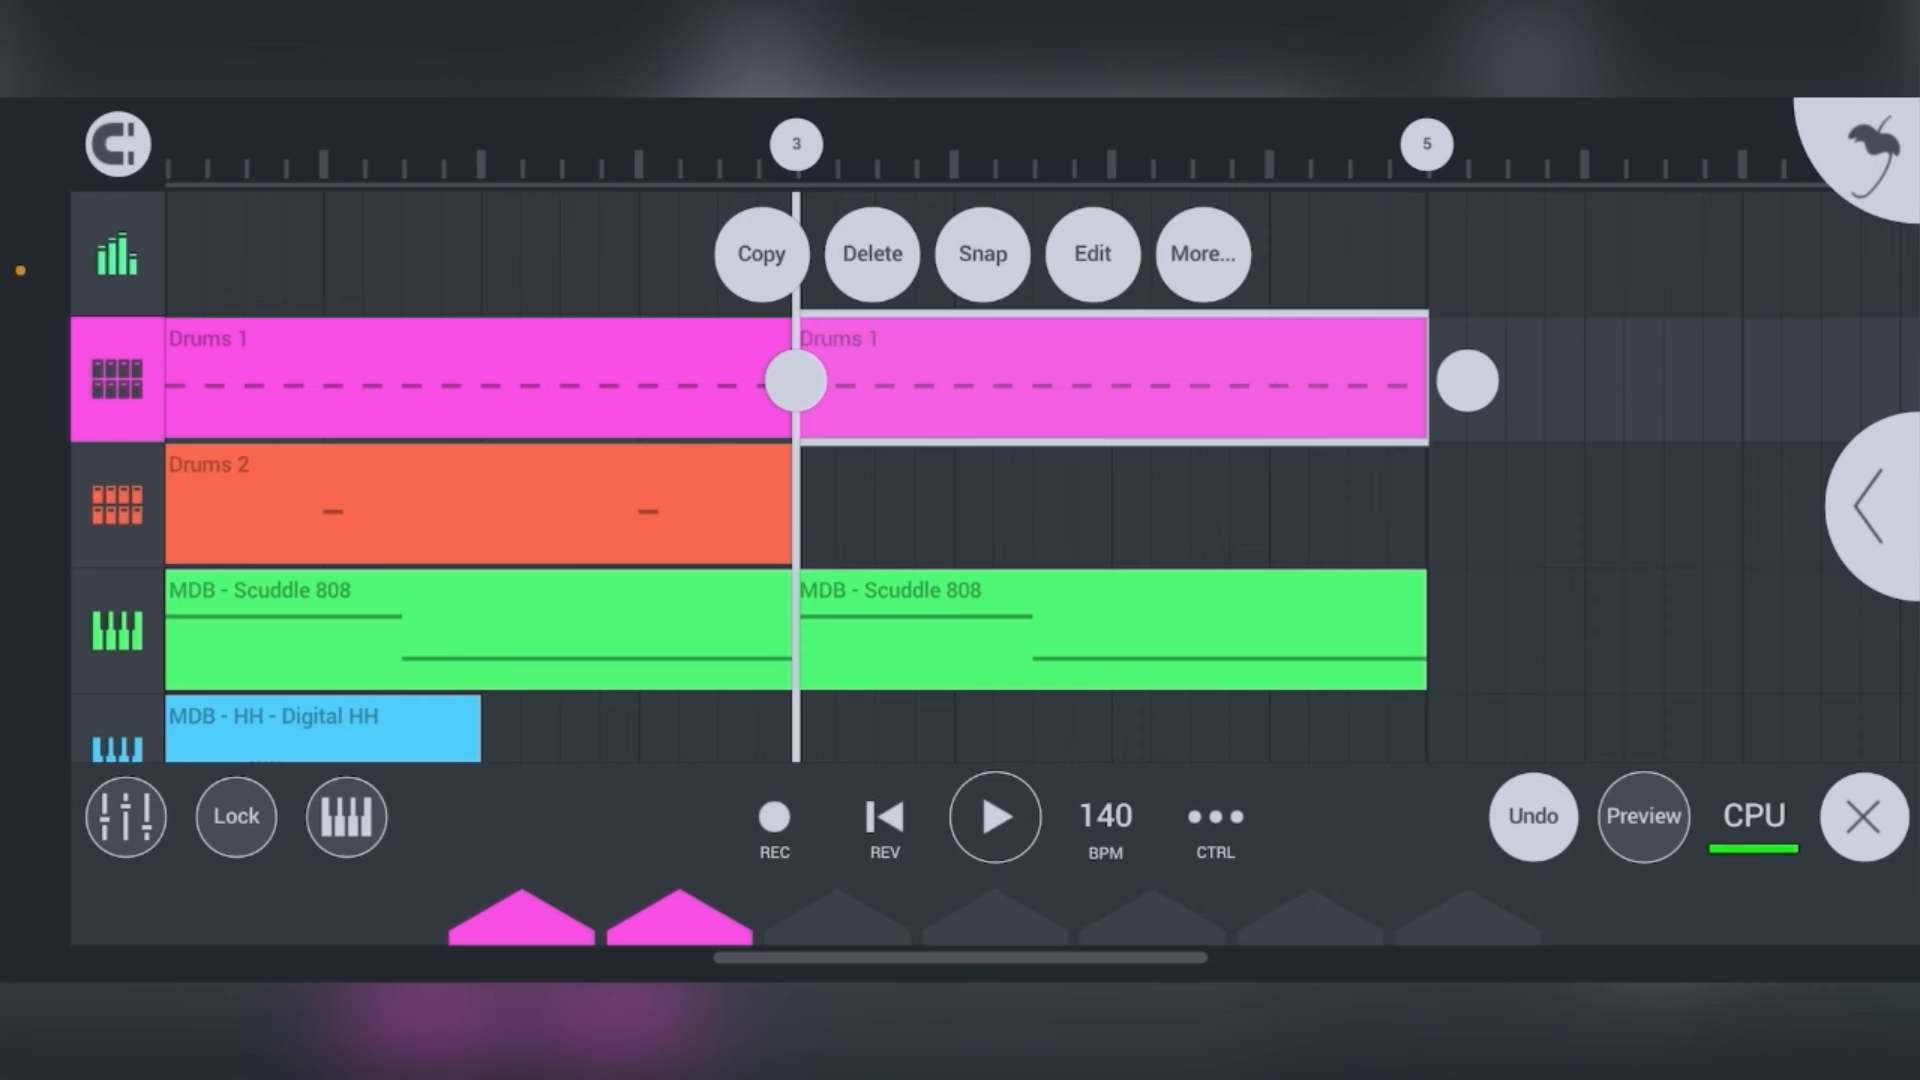 3
5
Copy
Delete
Snap
Edit
More...
Drums 1
Drums 1
Drums 2
MDB - Scuddle 808
MDB - Scuddle 808
MDB - HH - Digital HH
Lock
REC
REV
140
BPM
CTRL
Undo
Preview
CPU